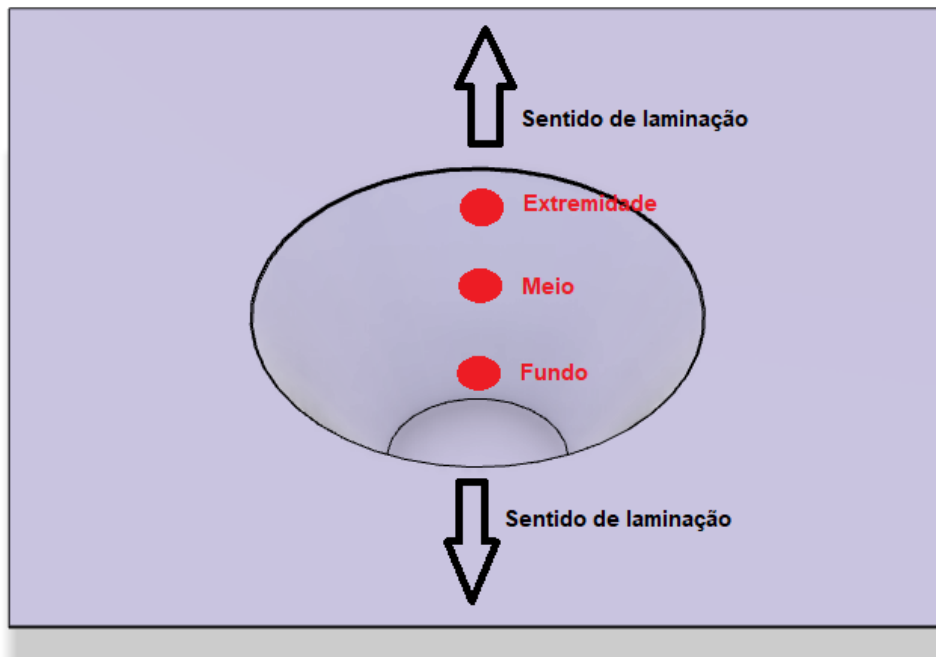 Sentido de laminação
Extremidade
Meio
Fundo
Sentido de laminação